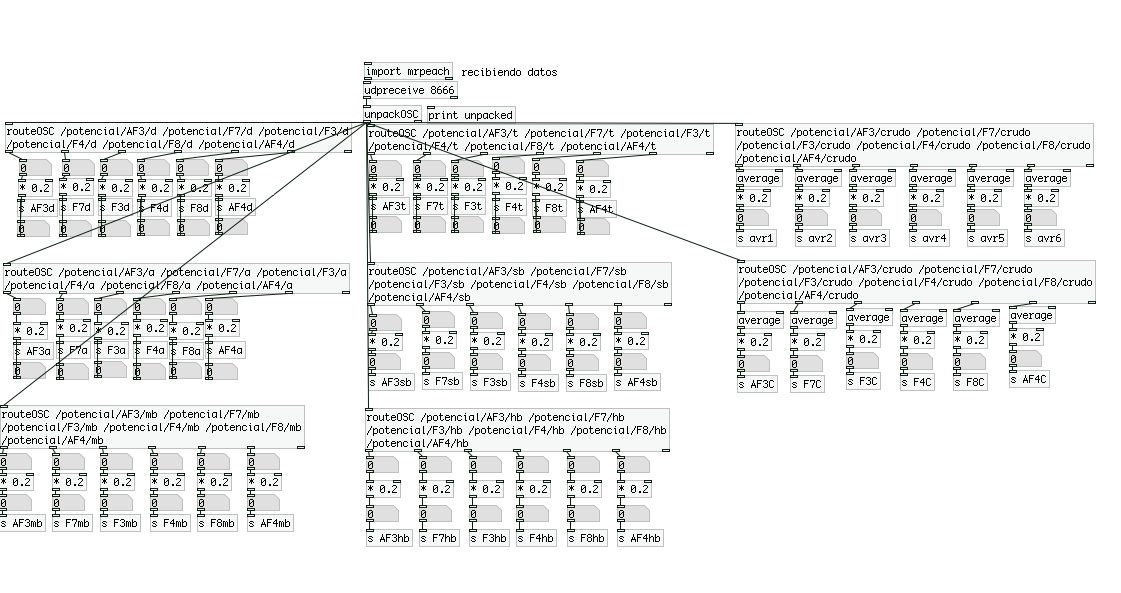 import mrpeach recibiendo datos
udpreceive 8666
unpackOSC print unpacked
routeOSC /potencial/AF3/d /potencial/F7/d /potencial/F3/d
/potencial/F4/d /potencial/F8/d /potencial/AF4/d
0 0 0 0 0 0
* 0.2 * 0.2 * 0.2 * 0.2 * 0.2 * 0.2
s AF3d s F7d s F3d s F4d s F8d s AF4d
0 0 0 0 0 0
routeOSC /potencial/AF3/t /potencial/F7/t /potencial/F3/t
/potencial/F4/t /potencial/F8/t /potencial/AF4/t
0 0 0 0 0 0
* 0.2 * 0.2 * 0.2 * 0.2 * 0.2 * 0.2
s AF3t s F7t s F3t s F4t s F8t s AF4t
0 0 0 0 0 0
routeOSC /potencial/AF3/crudo /potencial/F7/crudo
/potencial/F3/crudo /potencial/F4/crudo /potencial/F8/crudo
/potencial/AF4/crudo
average average average average average average
* 0.2 * 0.2 * 0.2 * 0.2 * 0.2 * 0.2
0 0 0 0 0 0
s avr1 s avr2 s avr3 s avr4 s avr5 s avr6
routeOSC /potencial/AF3/a /potencial/F7/a /potencial/F3/a
/potencial/F4/a /potencial/F8/a /potencial/AF4/a
0 0 0 0 0 0
* 0.2 * 0.2 * 0.2 * 0.2 * 0.2 * 0.2
s AF3a s F7a s F3a s F4a s F8a s AF4a
0 0 0 0 0 0
routeOSC /potencial/AF3/sb /potencial/F7/sb
/potencial/F3/sb /potencial/F4/sb /potencial/F8/sb
/potencial/AF4/sb
0 0 0 0 0 0
* 0.2 * 0.2 * 0.2 * 0.2 * 0.2 * 0.2
0 0 0 0 0 0
s AF3sb s F7sb s F3sb s F4sb s F8sb s AF4sb
routeOSC /potencial/AF3/crudo /potencial/F7/crudo
/potencial/F3/crudo /potencial/F4/crudo /potencial/F8/crudo
/potencial/AF4/crudo
average average average average average average
* 0.2 * 0.2 * 0.2 * 0.2 * 0.2 * 0.2
0 0 0 0 0 0
s AF3C s F7C s F3C s F4C s F8C s AF4C
routeOSC /potencial/AF3/mb /potencial/F7/mb
/potencial/F3/mb /potencial/F4/mb /potencial/F8/mb
/potencial/AF4/mb
0 0 0 0 0 0
* 0.2 * 0.2 * 0.2 * 0.2 * 0.2 * 0.2
0 0 0 0 0 0
s AF3mb s F7mb s F3mb s F4mb s F8mb s AF4mb
routeOSC /potencial/AF3/hb /potencial/F7/hb
/potencial/F3/hb /potencial/F4/hb /potencial/F8/hb
/potencial/AF4/hb
0 0 0 0 0 0
* 0.2 * 0.2 * 0.2 * 0.2 * 0.2 * 0.2
0 0 0 0 0 0
s AF3hb s F7hb s F3hb s F4hb s F8hb s AF4hb